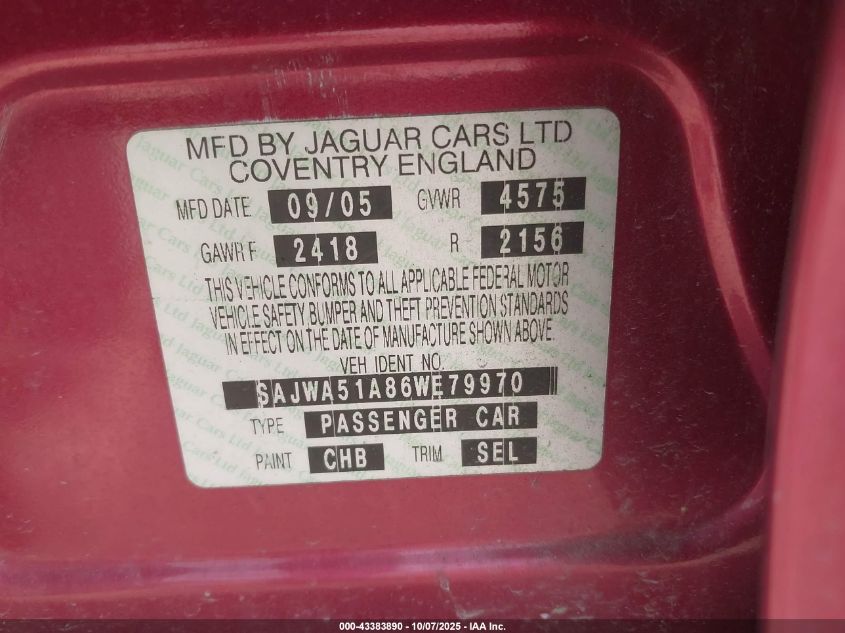 MFD BY JAGUAR CARS LTD
COVENTRY ENGLAND
MFD DATE 09/05 GVWR 4575
GAWR F 2418 R 2156
THIS VEHICLE CONFORMS TO ALL APPLICABLE FEDERAL MOTOR
VEHICLE SAFETY BUMPER AND THEFT PREVENTION STANDARDS
IN EFFECT ON THE DATE OF MANUFACTURE SHOWN ABOVE.
VEH IDENT NO.
SAJWA51A86WE79970
TYPE PASSENGER CAR
PAINT CHB TRIM SEL
000-43383890 - 10/07/2025 - IAA Inc.